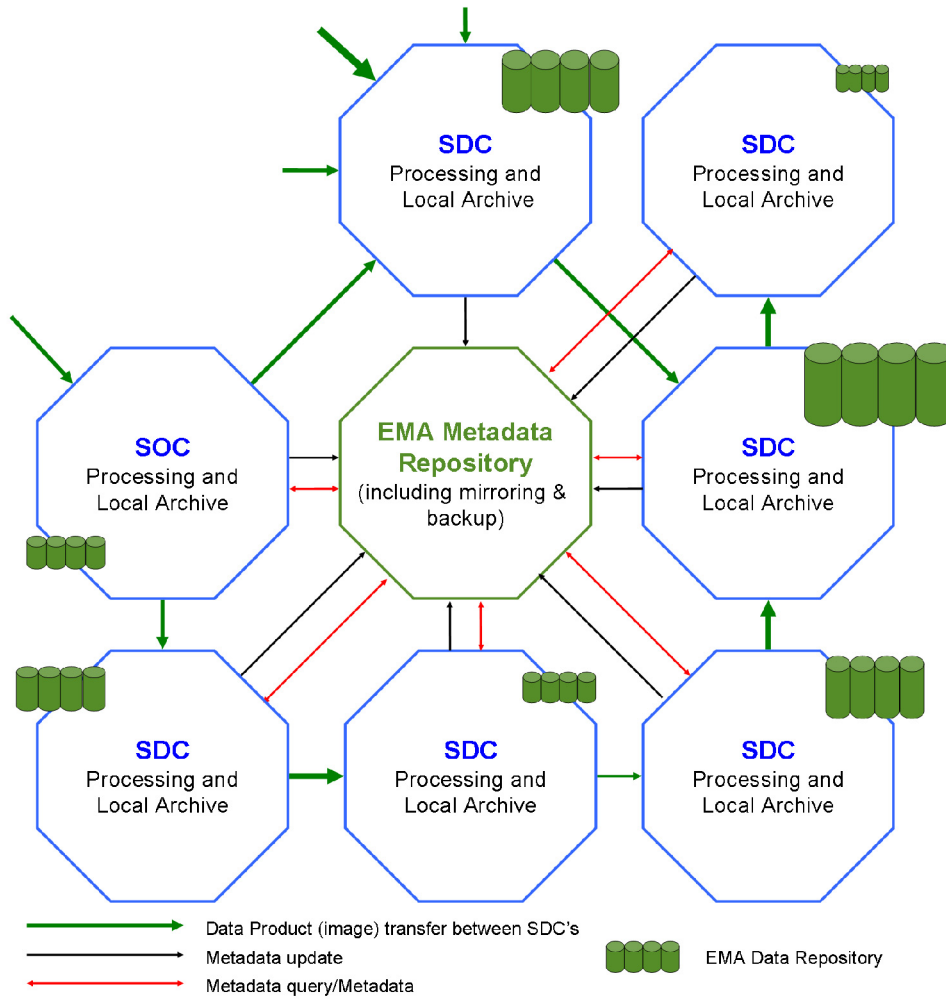 SDC
Processing and
Local Archive
SDC
Processing and
Local Archive
SOC
Processing and
Local Archive
EMA Metadata
Repository
(including mirroring &
backup)
SDC
Processing and
Local Archive
SDC
Processing and
Local Archive
SDC
Processing and
Local Archive
SDC
Processing and
Local Archive
Data Product (image) transfer between SDC's
Metadata update
Metadata query/Metadata
EMA Data Repository